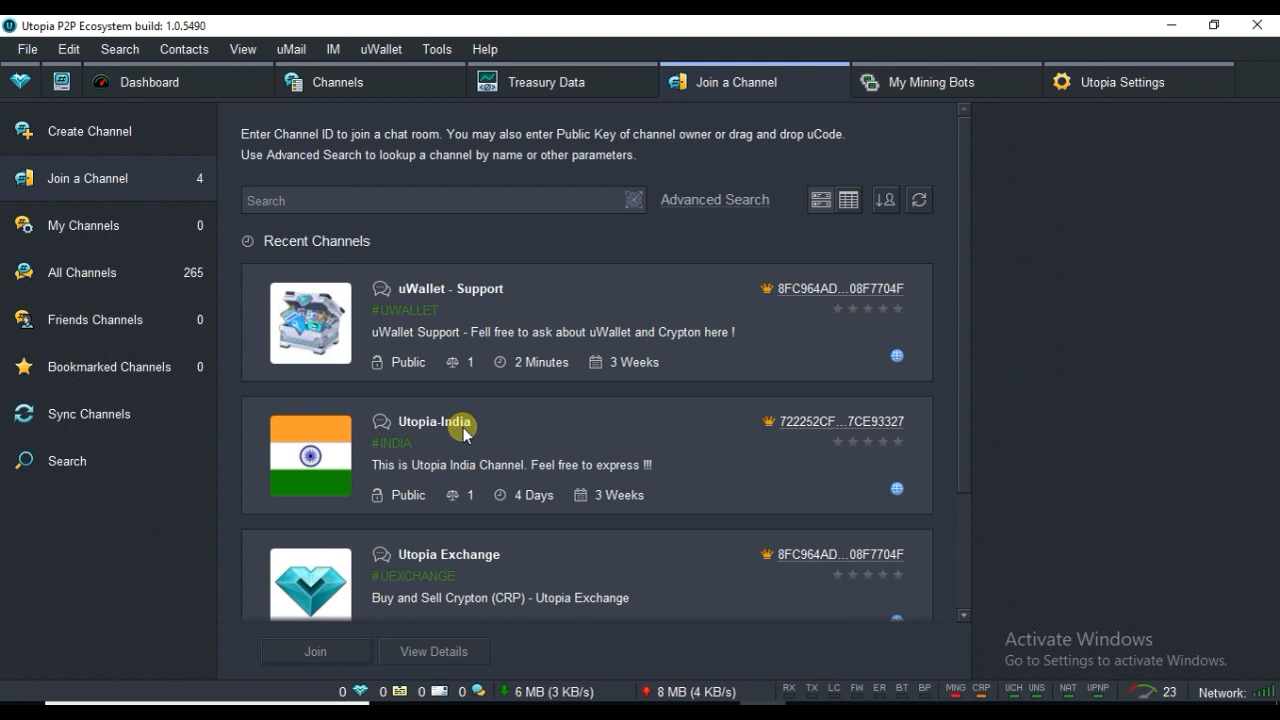 Utopia P2P Ecosystem build: 1.0.5490
File Edit Search Contacts View uMail IM uWallet Tools Help
Dashboard Channels Treasury Data Join a Channel My Mining Bots Utopia Settings
Create Channel
Join a Channel 4
My Channels 0
All Channels 265
Friends Channels 0
Bookmarked Channels 0
Sync Channels
Search
Enter Channel ID to join a chat room. You may also enter Public Key of channel owner or drag and drop uCode.
Use Advanced Search to lookup a channel by name or other parameters.
Search Advanced Search
Recent Channels
uWallet - Support 8FC964AD...08F7704F
#UWALLET
uWallet Support - Fell free to ask about uWallet and Crypton here !
Public 1 2 Minutes 3 Weeks
Utopia-India 722252CF...7CE93327
#INDIA
This is Utopia India Channel. Feel free to express !!!
Public 1 4 Days 3 Weeks
Utopia Exchange 8FC964AD...08F7704F
#UEXCHANGE
Buy and Sell Crypton (CRP) - Utopia Exchange
Join View Details
Activate Windows
Go to Settings to activate Windows.
0 0 0 0 6 MB (3 KB/s) 8 MB (4 KB/s) RX TX LC FW ER BT BP MNG CRP UCH UNS NAT UPNP 23 Network: